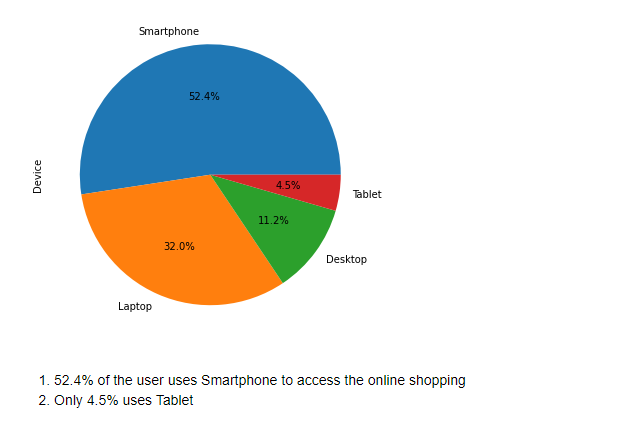 Smartphone
52.4%
Device
4.5%
Tablet
11.2%
32.0%
Desktop
Laptop
1. 52.4% of the user uses Smartphone to access the online shopping
2. Only 4.5% uses Tablet